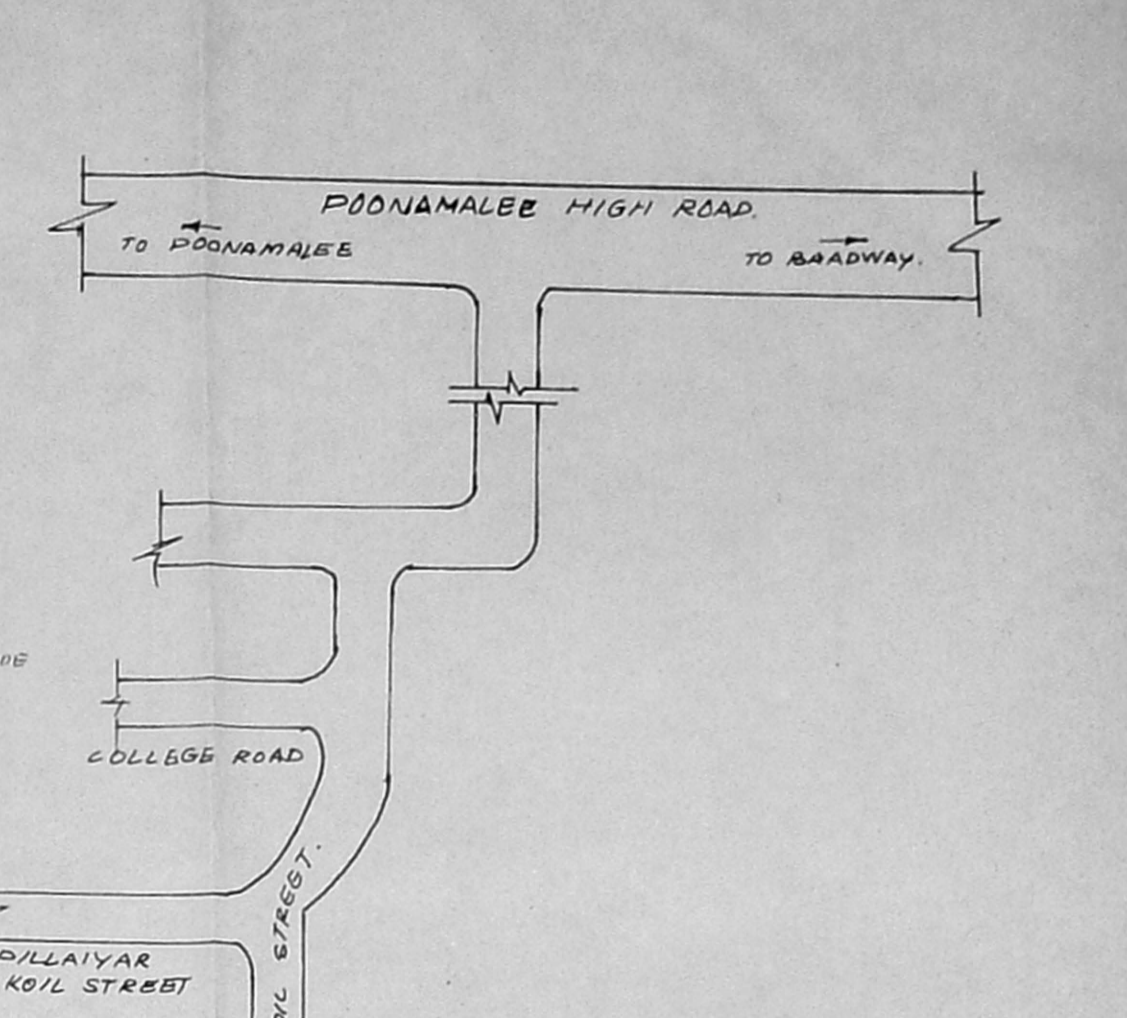 POONAMALEE HIGH ROAD.
TO POONAMALEE
TO BAADWAY.
COLLEGE ROAD
STREET.
PILLAIYAR
KOIL STREET